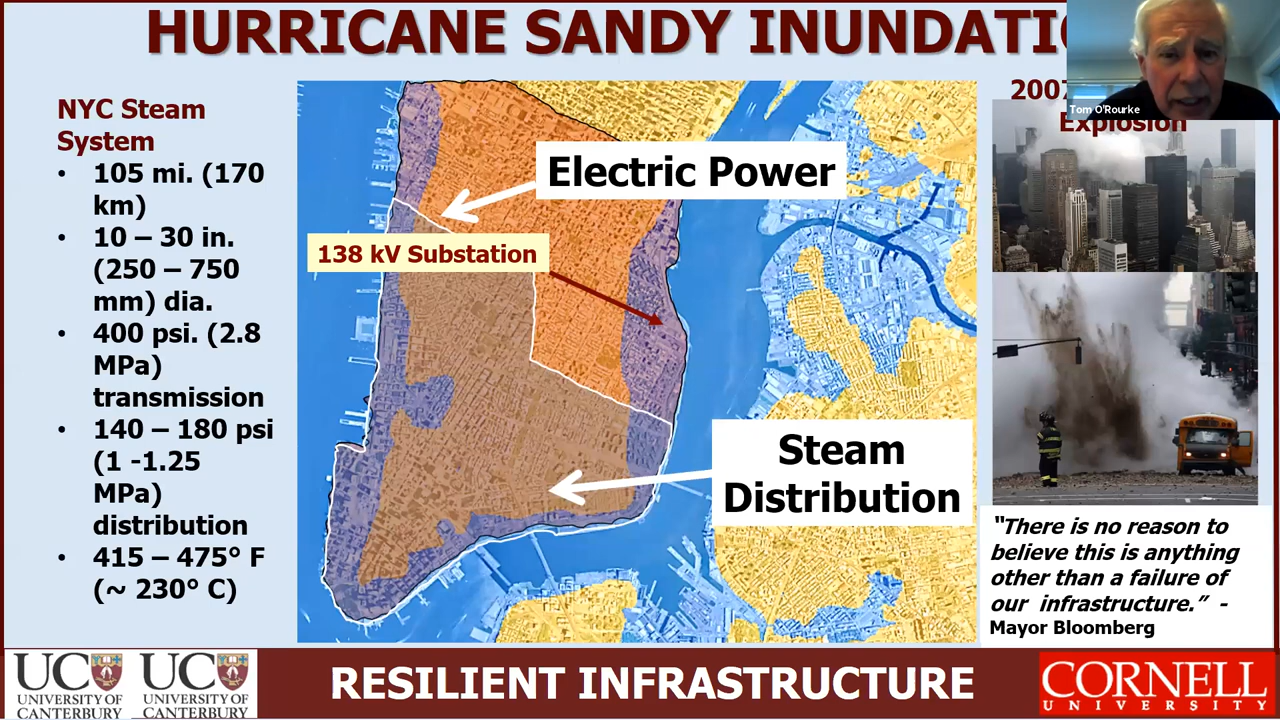 HURRICANE SANDY INUNDATIO
NYC Steam
System
• 105 mi. (170
km)
• 10 – 30 in.
(250 – 750
mm) dia.
• 400 psi. (2.8
MPa)
transmission
• 140 – 180 psi
(1 -1.25
MPa)
distribution
• 415 – 475° F
(~ 230° C)
Electric Power
138 kV Substation
Steam
Distribution
2007
Tom O'Rourke
Explosion
“There is no reason to
believe this is anything
other than a failure of
our infrastructure.” -
Mayor Bloomberg
UC
UNIVERSITY OF
CANTERBURY
UC
UNIVERSITY OF
CANTERBURY
RESILIENT INFRASTRUCTURE
CORNELL
UNIVERSITY